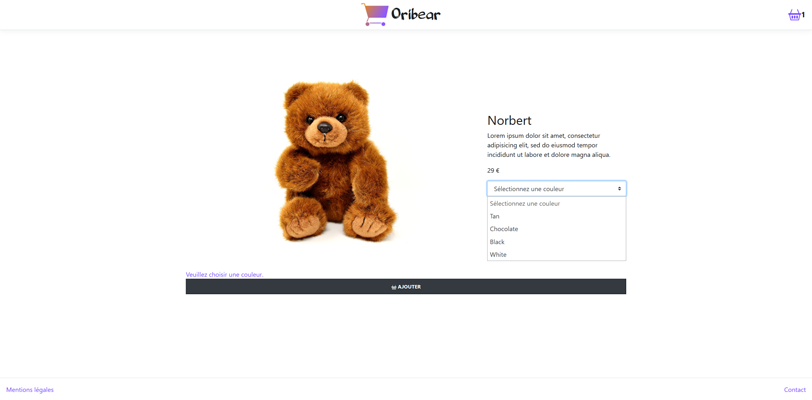 Oribear
1
Norbert
Lorem ipsum dolor sit amet, consectetur
adipisicing elit, sed do eiusmod tempor
incididunt ut labore et dolore magna aliqua.
29 €
Sélectionnez une couleur
Sélectionnez une couleur
Tan
Chocolate
Black
White
Veuillez choisir une couleur.
AJOUTER
Mentions légales
Contact